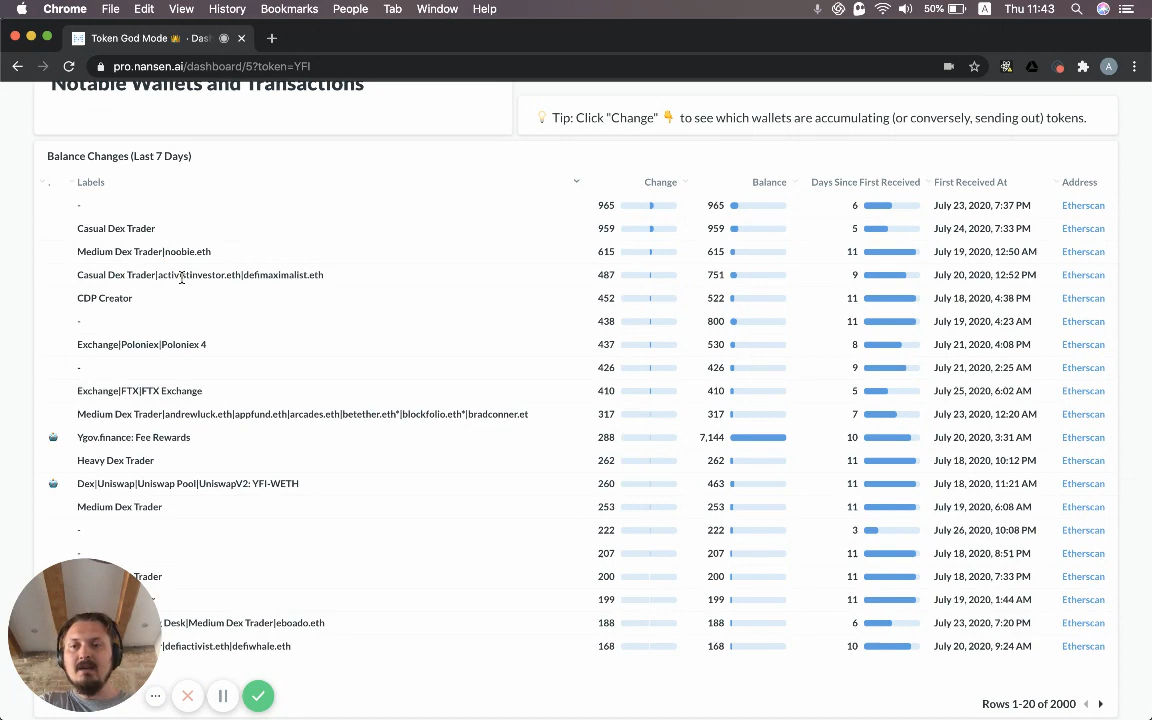 Chrome File Edit View History Bookmarks People Tab Window Help 50% A Thu 11:43
Token God Mode 👑 · Das
pro.nansen.ai/dashboard/5?token=YFI A
Notable Wallets and Transactions
💡 Tip: Click "Change" 👇 to see which wallets are accumulating (or conversely, sending out) tokens.
Balance Changes (Last 7 Days)
. Labels Change Balance Days Since First Received First Received At Address
- 965 965 6 July 23, 2020, 7:37 PM Etherscan
Casual Dex Trader 959 959 5 July 24, 2020, 7:33 PM Etherscan
Medium Dex Trader|noobie.eth 615 615 11 July 19, 2020, 12:50 AM Etherscan
Casual Dex Trader|activistinvestor.eth|defimaximalist.eth 487 751 9 July 20, 2020, 12:52 PM Etherscan
CDP Creator 452 522 11 July 18, 2020, 4:38 PM Etherscan
- 438 800 11 July 19, 2020, 4:23 AM Etherscan
Exchange|Poloniex|Poloniex 4 437 530 8 July 21, 2020, 4:08 PM Etherscan
- 426 426 9 July 21, 2020, 2:25 AM Etherscan
Exchange|FTX|FTX Exchange 410 410 5 July 25, 2020, 6:02 AM Etherscan
Medium Dex Trader|andrewluck.eth|appfund.eth|arcades.eth|betether.eth*|blockfolio.eth*|bradconner.et 317 317 7 July 23, 2020, 12:20 AM Etherscan
Ygov.finance: Fee Rewards 288 7,144 10 July 20, 2020, 3:31 AM Etherscan
Heavy Dex Trader 262 262 11 July 18, 2020, 10:12 PM Etherscan
Dex|Uniswap|Uniswap Pool|UniswapV2: YFI-WETH 260 463 11 July 18, 2020, 11:21 AM Etherscan
Medium Dex Trader 253 253 11 July 19, 2020, 6:08 AM Etherscan
- 222 222 3 July 26, 2020, 10:08 PM Etherscan
- 207 207 11 July 18, 2020, 8:51 PM Etherscan
Trader 200 200 11 July 18, 2020, 7:33 PM Etherscan
199 199 11 July 19, 2020, 1:44 AM Etherscan
Desk|Medium Dex Trader|eboado.eth 188 188 6 July 23, 2020, 7:20 PM Etherscan
|defiactivist.eth|defiwhale.eth 168 168 10 July 20, 2020, 9:24 AM Etherscan
Rows 1-20 of 2000